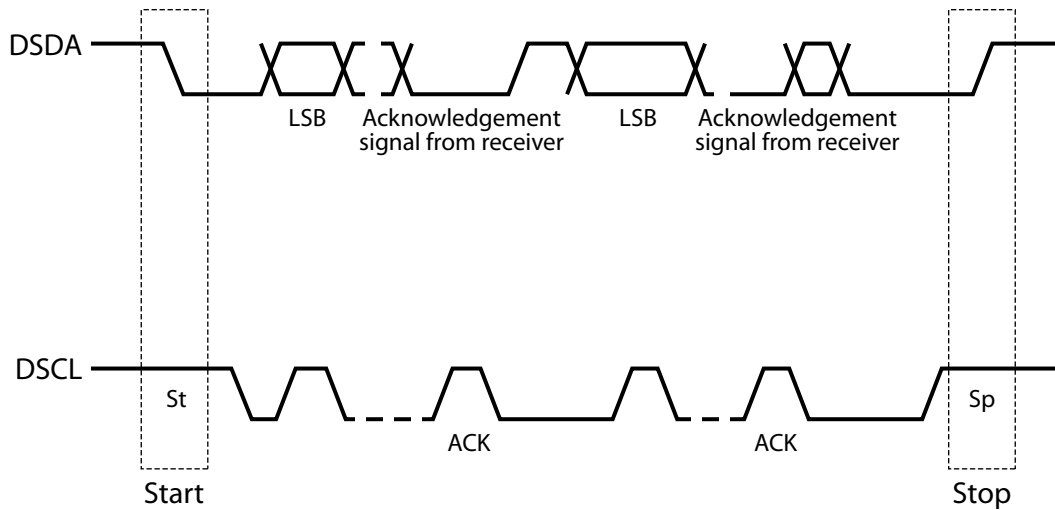 DSDA
LSB
Acknowledgement
signal from receiver
LSB
Acknowledgement
signal from receiver
DSCL
St
ACK
ACK
Sp
Start
Stop